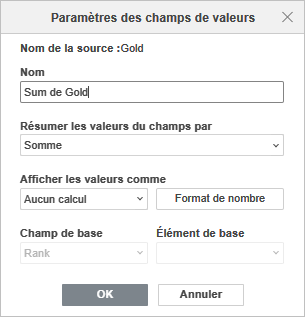 Paramètres des champs de valeurs
Nom de la source :Gold
Nom
Sum de Gold
Résumer les valeurs du champs par
Somme
Afficher les valeurs comme
Aucun calcul
Format de nombre
Champ de base
Élément de base
Rank
OK
Annuler